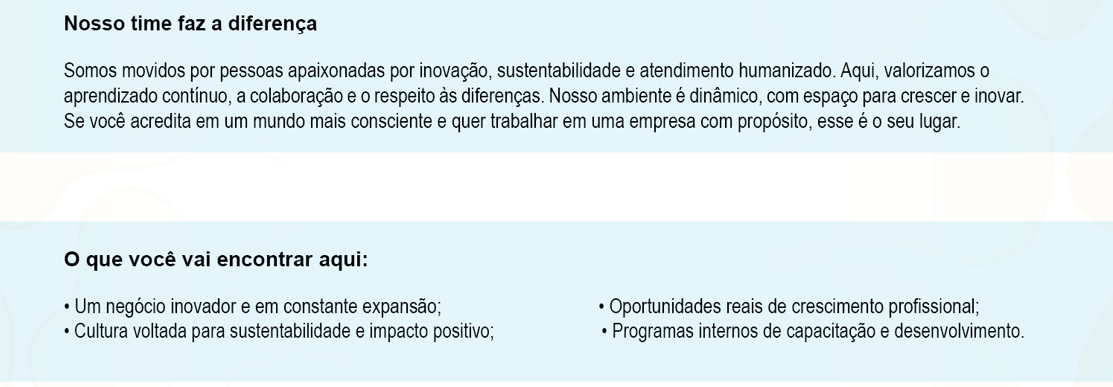 Nosso time faz a diferença
Somos movidos por pessoas apaixonadas por inovação, sustentabilidade e atendimento humanizado. Aqui, valorizamos o
aprendizado contínuo, a colaboração e o respeito às diferenças. Nosso ambiente é dinâmico, com espaço para crescer e inovar.
Se você acredita em um mundo mais consciente e quer trabalhar em uma empresa com propósito, esse é o seu lugar.
O que você vai encontrar aqui:
• Um negócio inovador e em constante expansão;
• Cultura voltada para sustentabilidade e impacto positivo;
• Oportunidades reais de crescimento profissional;
• Programas internos de capacitação e desenvolvimento.